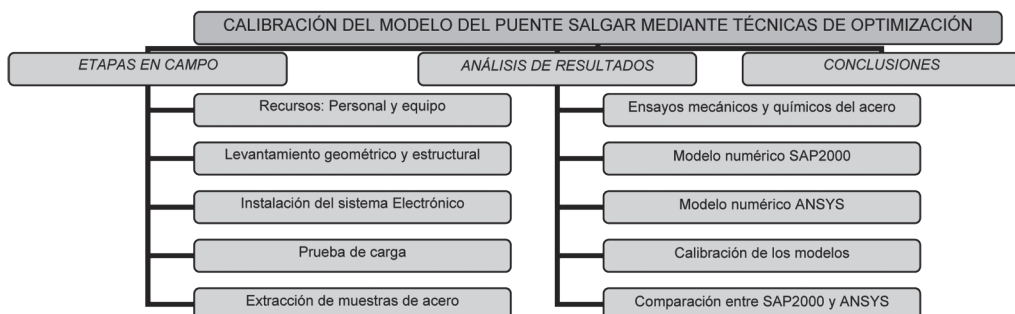 CALIBRACIÓN DEL MODELO DEL PUENTE SALGAR MEDIANTE TÉCNICAS DE OPTIMIZACIÓN
ETAPAS EN CAMPO
ANÁLISIS DE RESULTADOS
CONCLUSIONES
Recursos: Personal y equipo
Levantamiento geométrico y estructural
Instalación del sistema Electrónico
Prueba de carga
Extracción de muestras de acero
Ensayos mecánicos y químicos del acero
Modelo numérico SAP2000
Modelo numérico ANSYS
Calibración de los modelos
Comparación entre SAP2000 y ANSYS